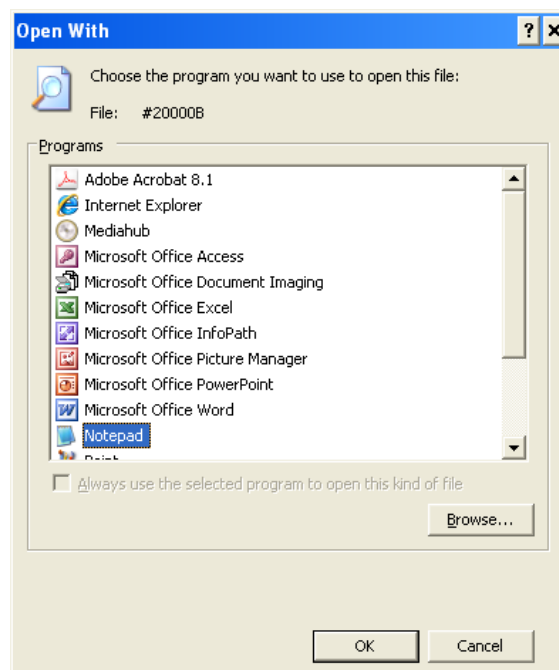 Open With
Choose the program you want to use to open this file:
File: #20000B
Programs
Adobe Acrobat 8.1
Internet Explorer
Mediahub
Microsoft Office Access
Microsoft Office Document Imaging
Microsoft Office Excel
Microsoft Office InfoPath
Microsoft Office Picture Manager
Microsoft Office PowerPoint
Microsoft Office Word
Notepad
Always use the selected program to open this kind of file
Browse...
OK Cancel